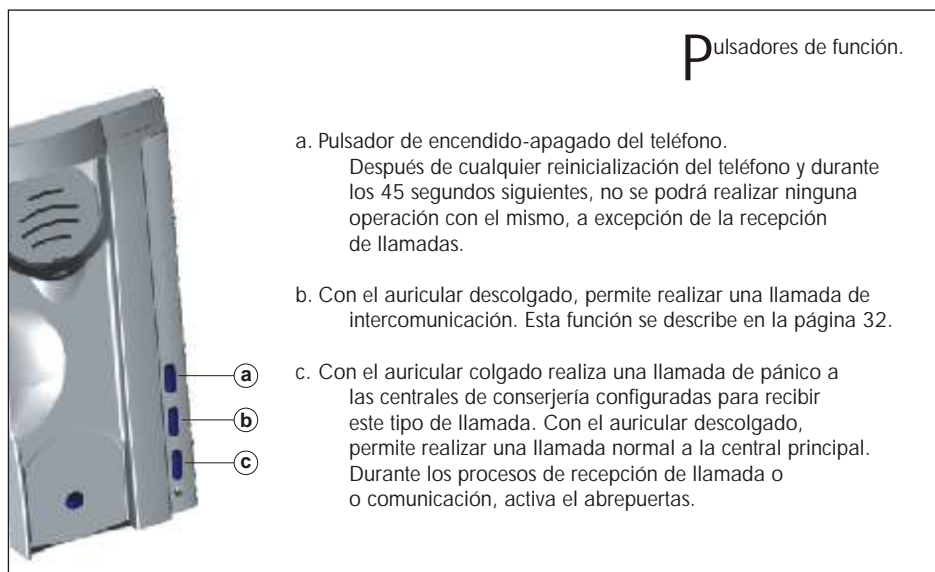 Pulsadores de función.
a. Pulsador de encendido-apagado del teléfono.
Después de cualquier reinicialización del teléfono y durante
los 45 segundos siguientes, no se podrá realizar ninguna
operación con el mismo, a excepción de la recepción
de llamadas.
b. Con el auricular descolgado, permite realizar una llamada de
intercomunicación. Esta función se describe en la página 32.
c. Con el auricular colgado realiza una llamada de pánico a
las centrales de conserjería configuradas para recibir
este tipo de llamada. Con el auricular descolgado,
permite realizar una llamada normal a la central principal.
Durante los procesos de recepción de llamada o
o comunicación, activa el abrepuertas.
a
b
c